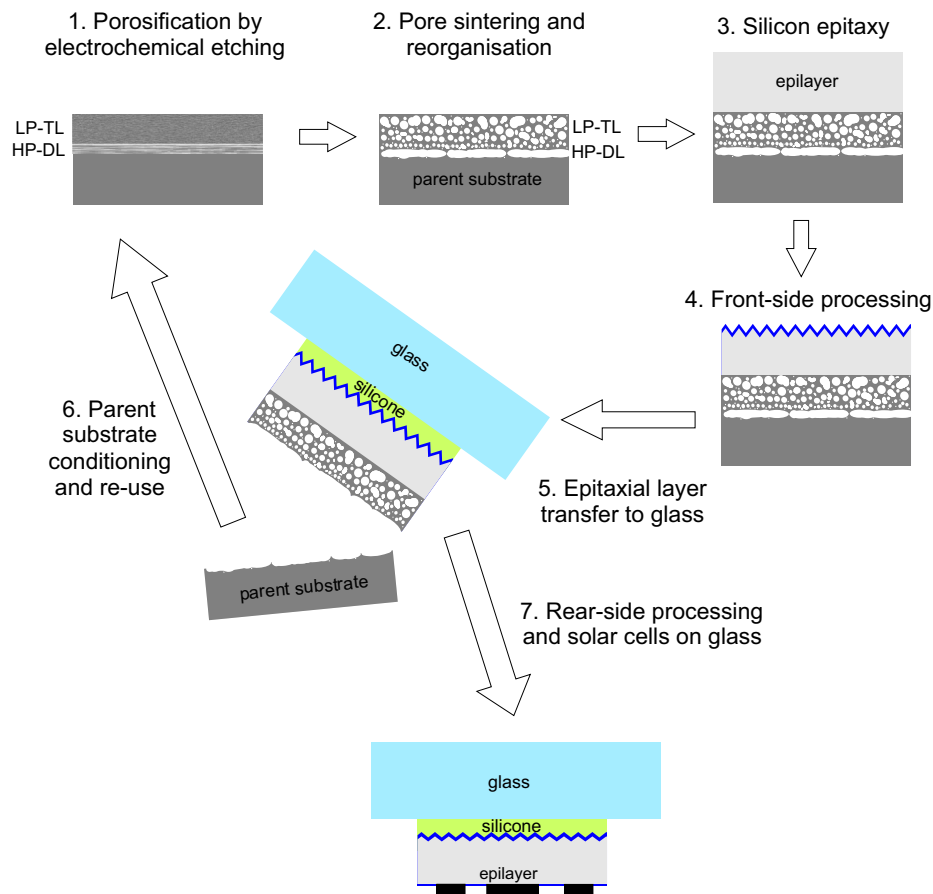 1. Porosification by
electrochemical etching
LP-TL
HP-DL
2. Pore sintering and
reorganisation
LP-TL
HP-DL
parent substrate
3. Silicon epitaxy
epilayer
4. Front-side processing
glass
silicone
5. Epitaxial layer
transfer to glass
6. Parent
substrate
conditioning
and re-use
parent substrate
7. Rear-side processing
and solar cells on glass
glass
silicone
epilayer